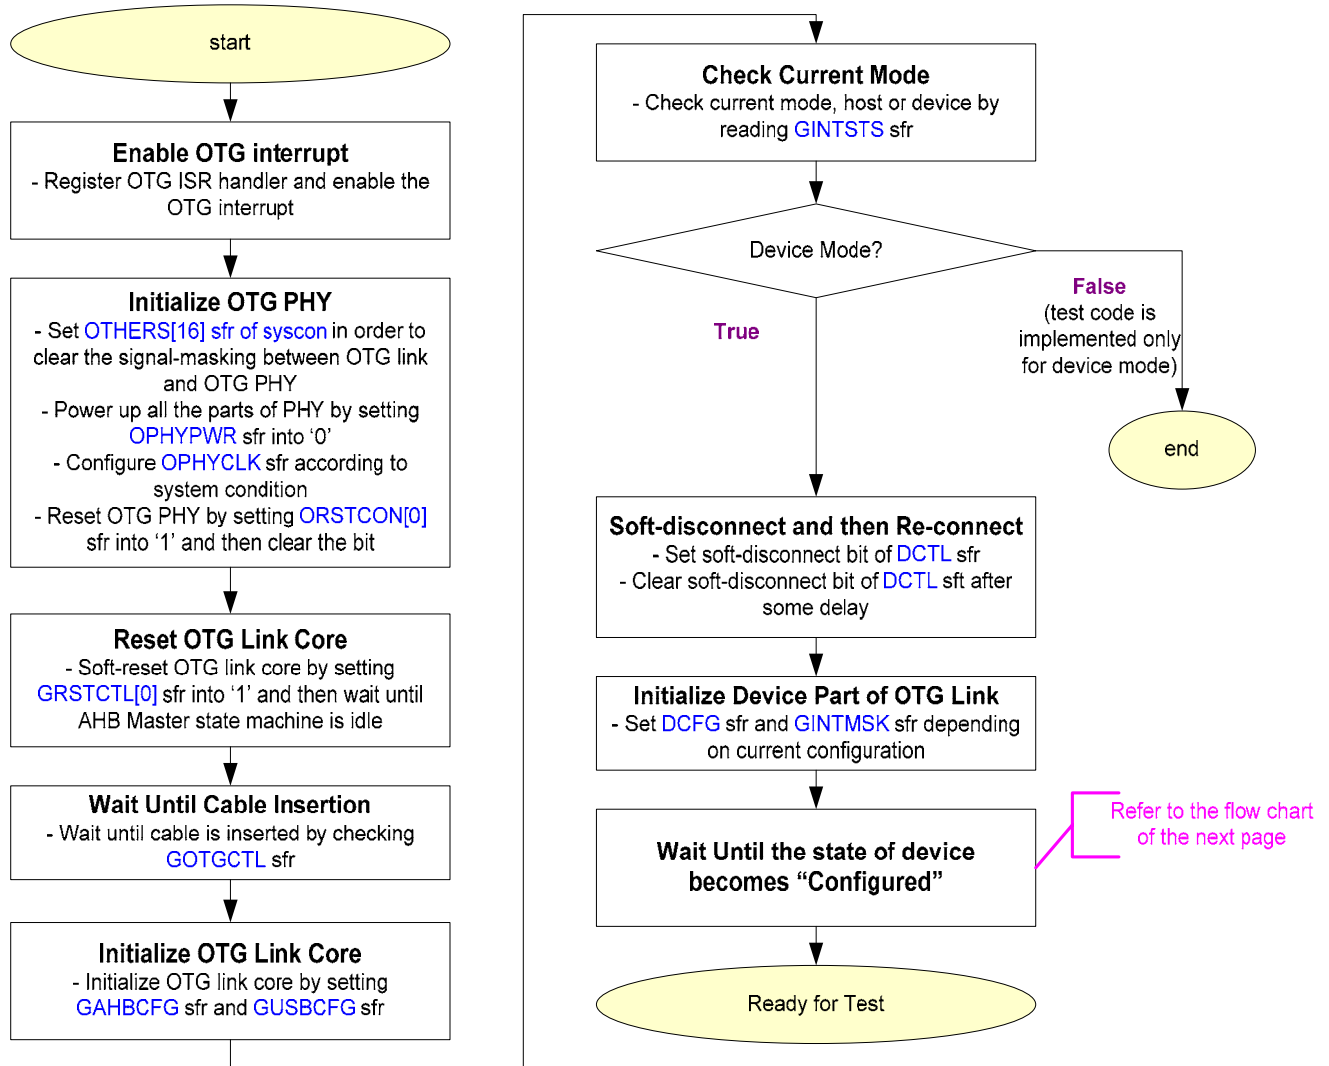 start
Enable OTG interrupt
- Register OTG ISR handler and enable the
OTG interrupt
Initialize OTG PHY
- Set OTHERS[16] sfr of syscon in order to
clear the signal-masking between OTG link
and OTG PHY
- Power up all the parts of PHY by setting
OPHYPWR sfr into ‘0’
- Configure OPHYCLK sfr according to
system condition
- Reset OTG PHY by setting ORSTCON[0]
sfr into ‘1’ and then clear the bit
Reset OTG Link Core
- Soft-reset OTG link core by setting
GRSTCTL[0] sfr into ‘1’ and then wait until
AHB Master state machine is idle
Wait Until Cable Insertion
- Wait until cable is inserted by checking
GOTGCTL sfr
Initialize OTG Link Core
- Initialize OTG link core by setting
GAHBCFG sfr and GUSBCFG sfr
Check Current Mode
- Check current mode, host or device by
reading GINTSTS sfr
Device Mode?
True
False
(test code is
implemented only
for device mode)
end
Soft-disconnect and then Re-connect
- Set soft-disconnect bit of DCTL sfr
- Clear soft-disconnect bit of DCTL sft after
some delay
Initialize Device Part of OTG Link
- Set DCFG sfr and GINTMSK sfr depending
on current configuration
Wait Until the state of device
becomes “Configured”
Refer to the flow chart
of the next page
Ready for Test